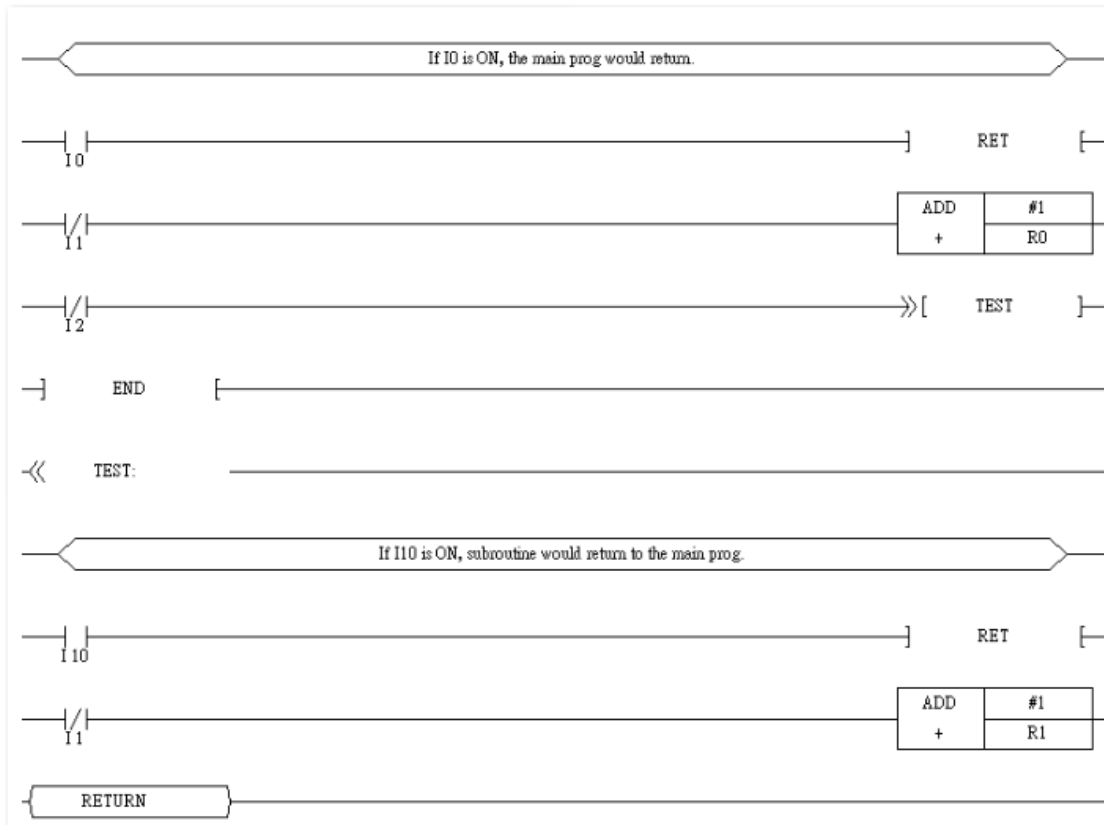 If I0 is ON, the main prog would return.
I0
RET
I1
ADD #1
+ R0
I2
TEST
END
TEST:
If I10 is ON, subroutine would return to the main prog.
I10
RET
I1
ADD #1
+ R1
RETURN